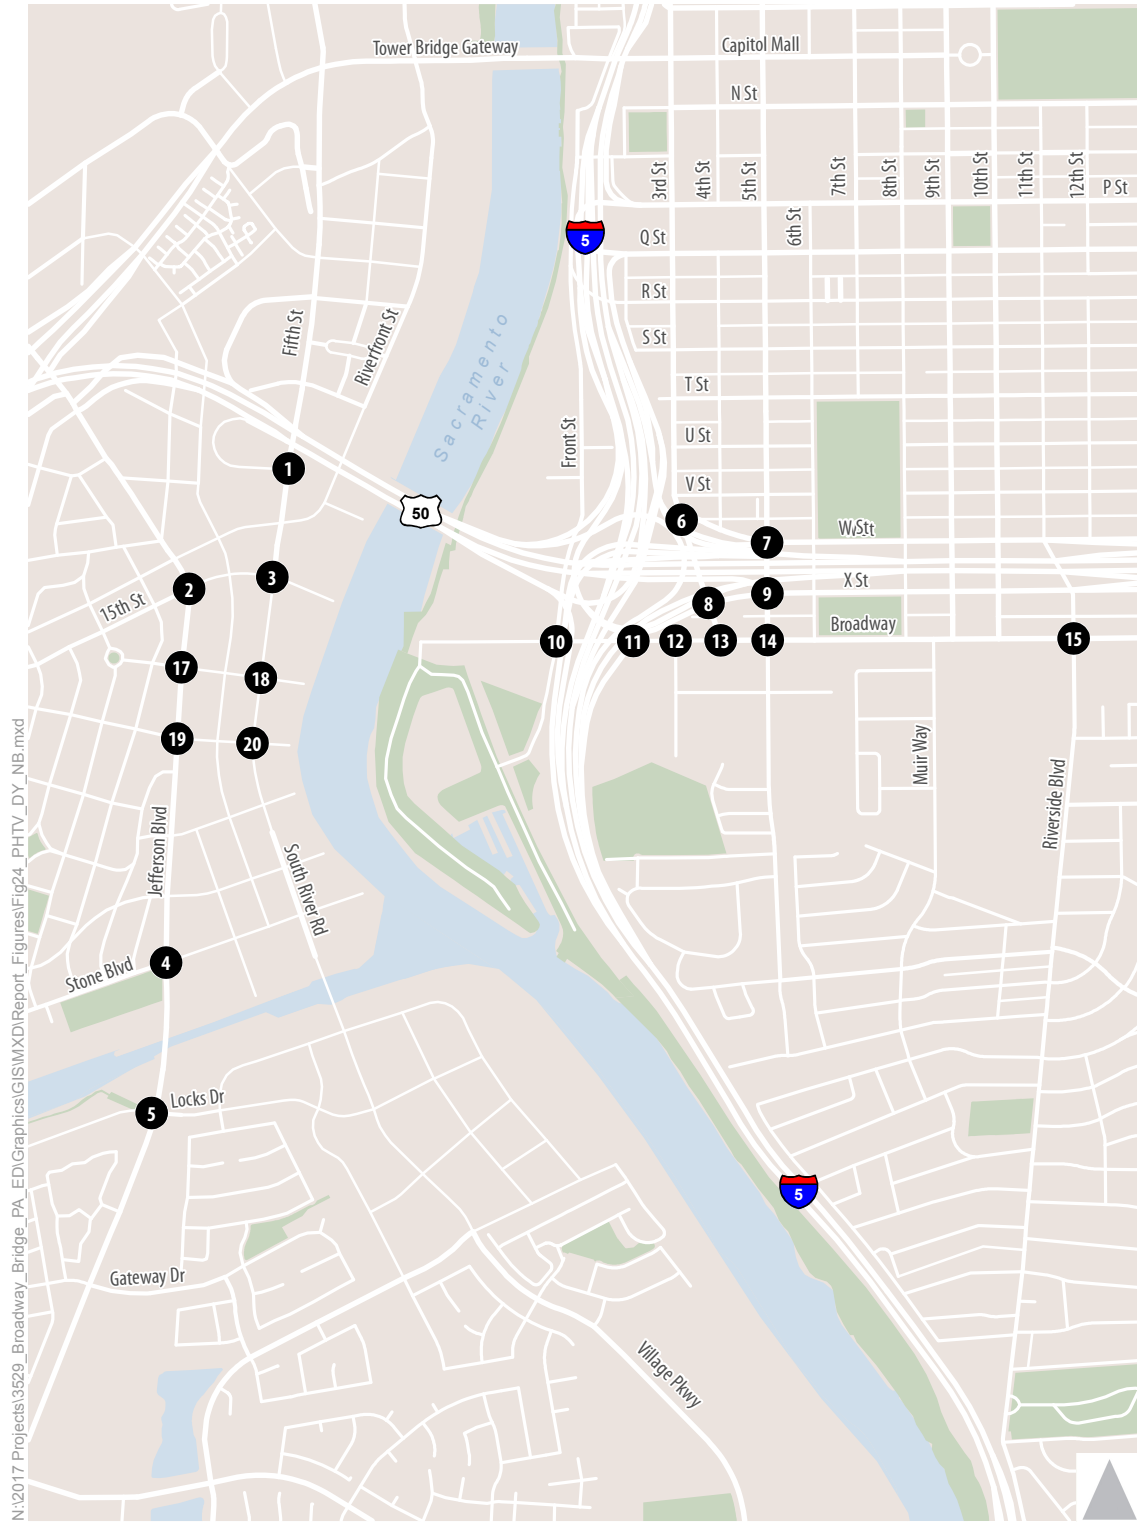 Tower Bridge Gateway
Capitol Mall
N St
3rd St
4th St
5th St
6th St
7th St
8th St
9th St
10th St
11th St
12th St
P St
5
Q St
R St
S St
T St
U St
V St
W Stt
X St
Broadway
Fifth St
Riverfront St
Sacramento
River
Front St
50
1
2
3
6
7
8
9
10
11
12
13
14
15
15th St
17
18
19
20
Jefferson Blvd
South River Rd
Muir Way
Riverside Blvd
Stone Blvd
4
5
Locks Dr
5
Gateway Dr
Village Pkwy
N:\2017 Projects\3529_Broadway_Bridge_PA_ED\Graphics\GIS\MXD\Report_Figures\Fig24_PHTV_DY_NB.mxd